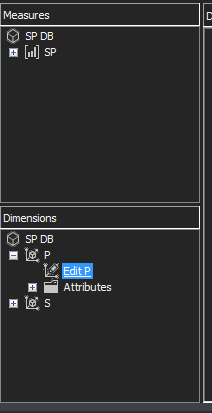 Measures
SP DB
SP
Dimensions
SP DB
P
Edit P
Attributes
S
D